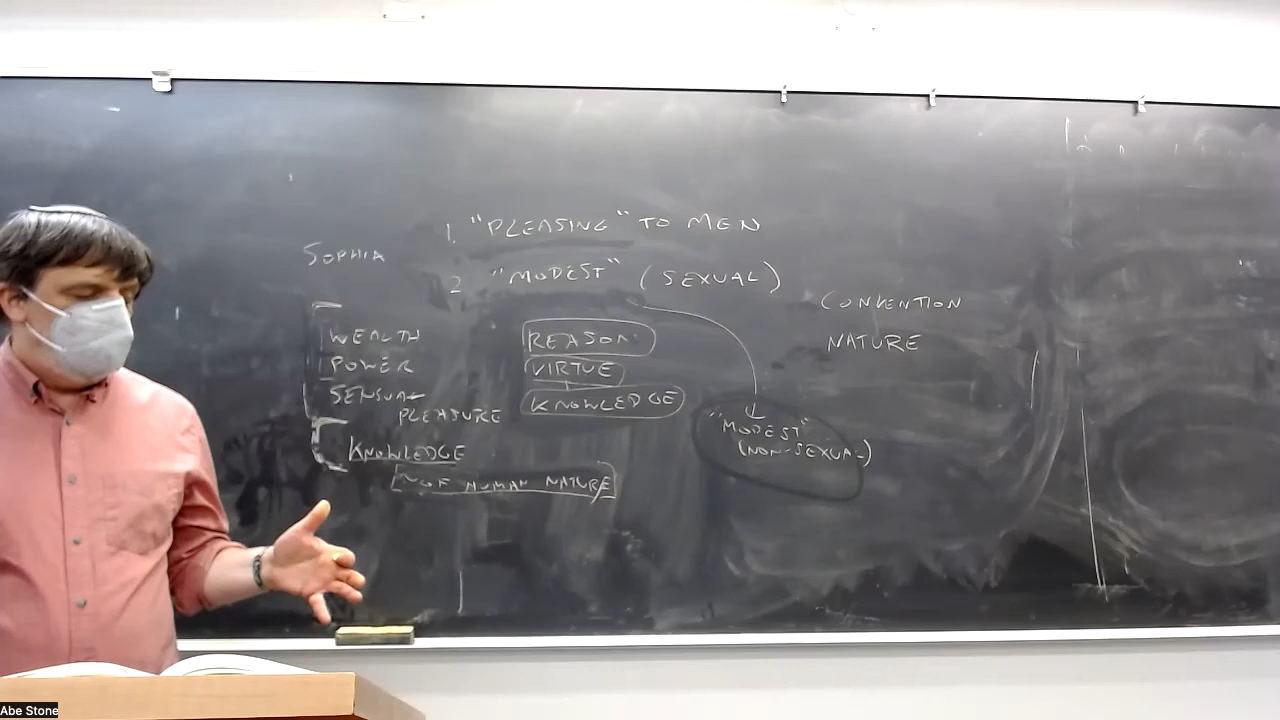 1. "PLEASING" TO MEN
SOPHIA
2 "MODEST" (SEXUAL)
CONVENTION
NATURE
WEALTH
POWER
SENSUAL
PLEASURE
KNOWLEDGE
OF HUMAN NATURE
REASON
VIRTUE
KNOWLEDGE
"MODEST"
(NON-SEXUAL)
Abe Stone